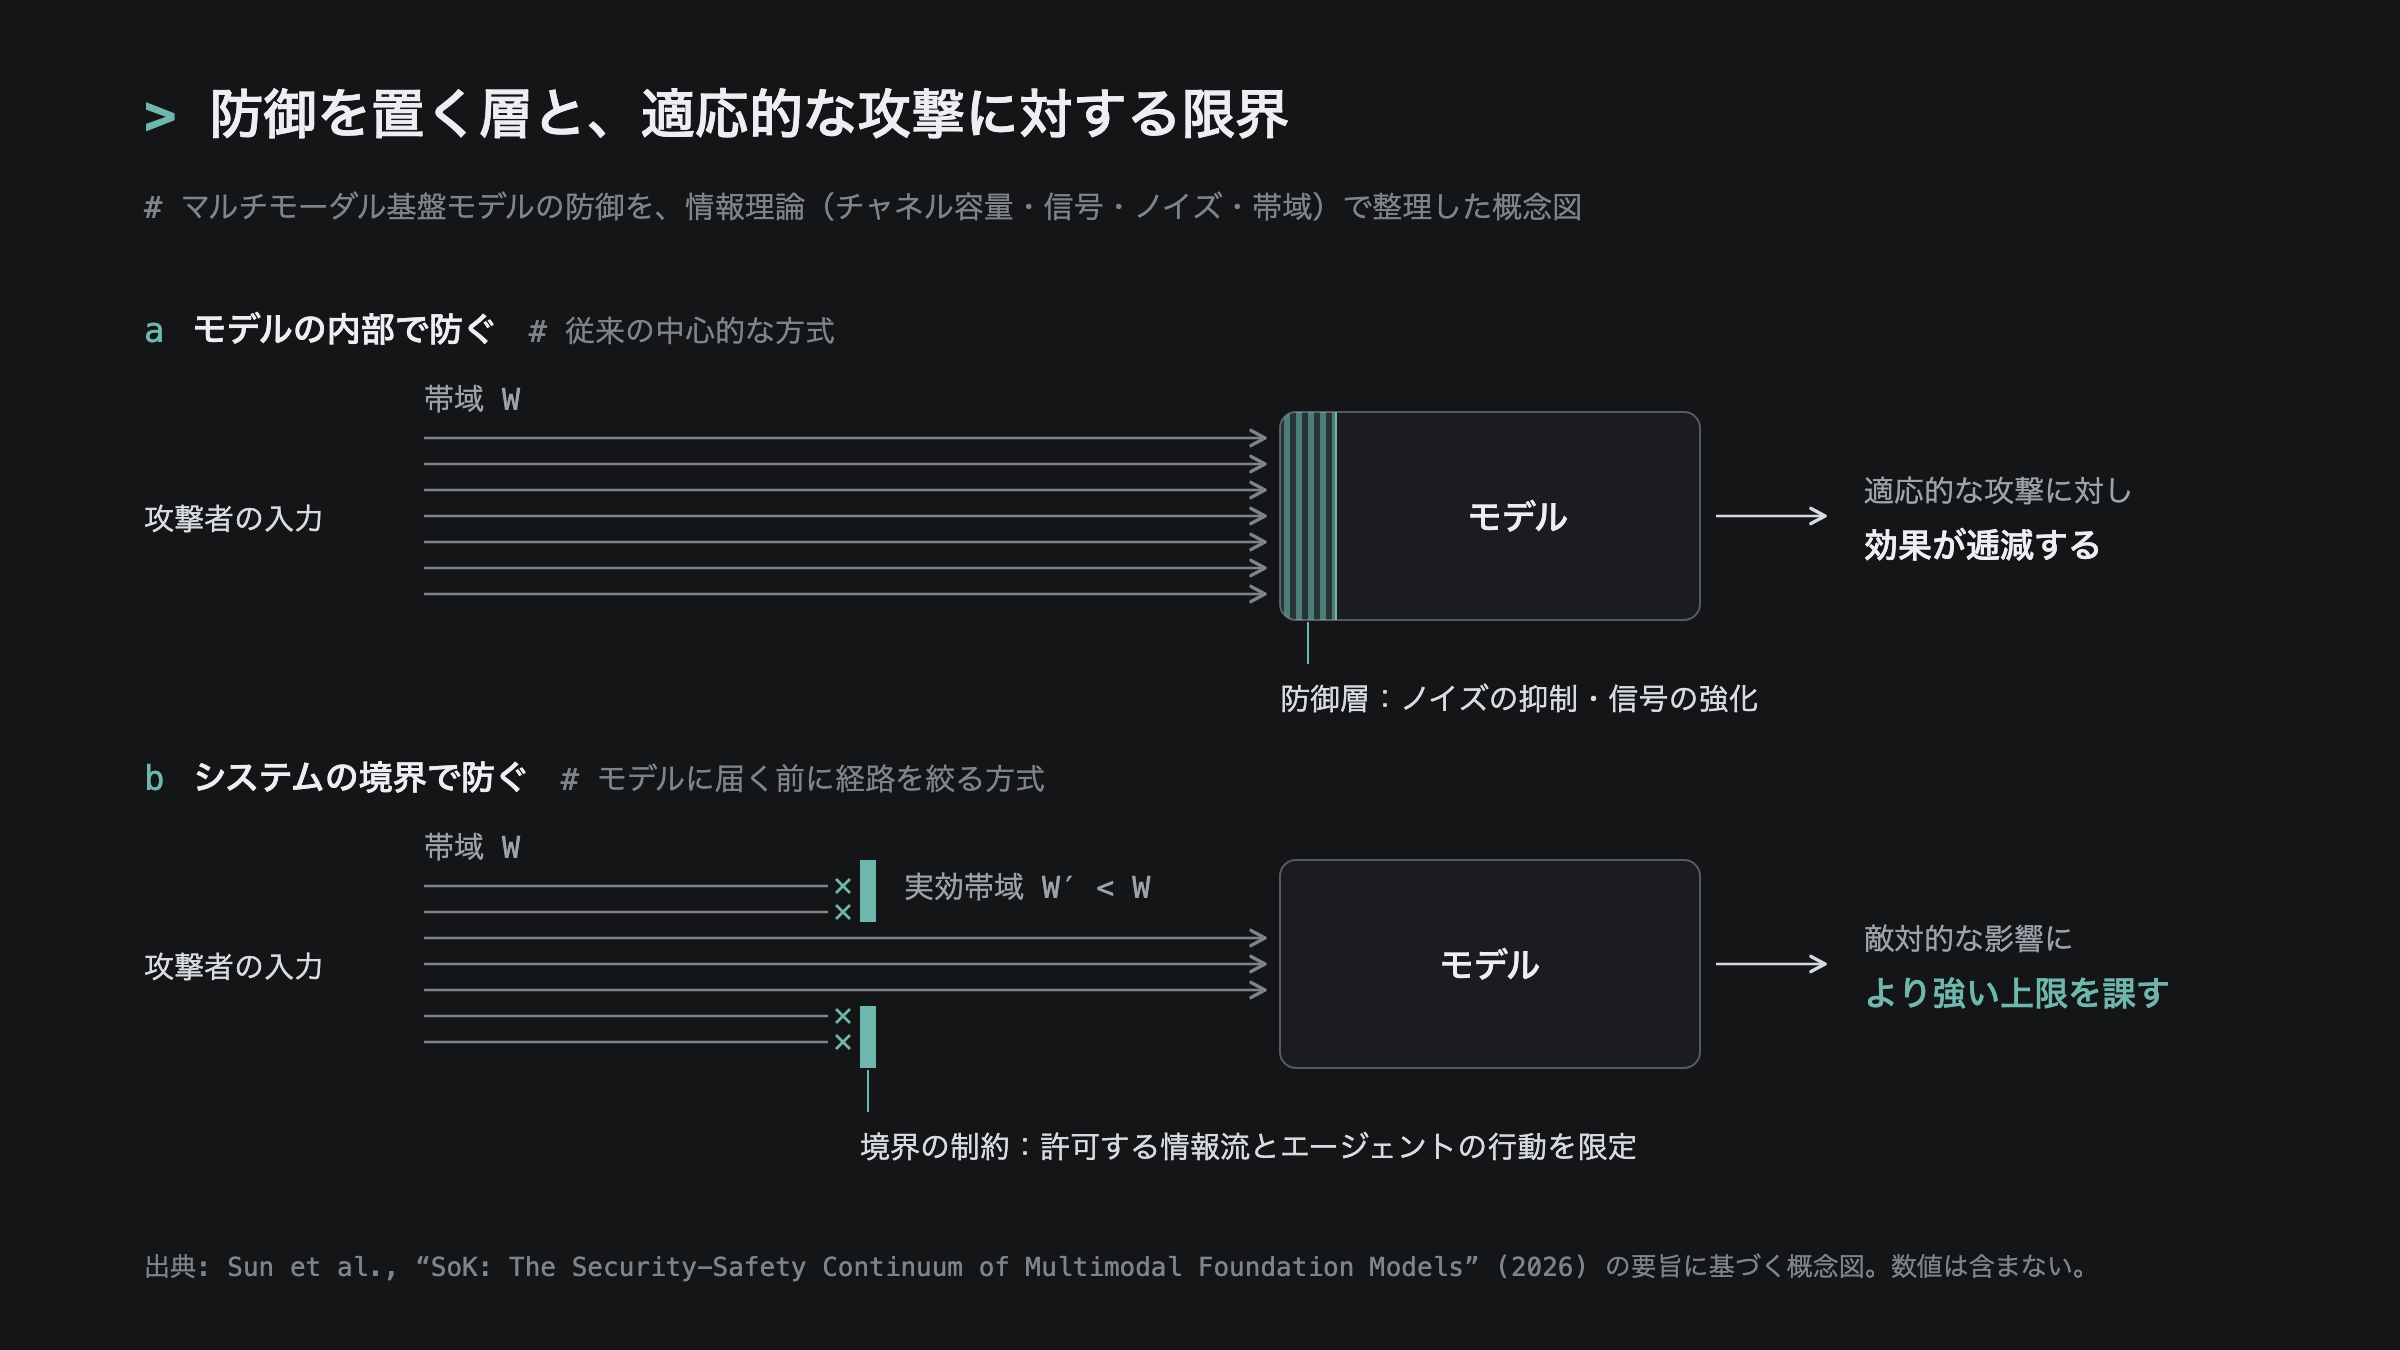 > 防御を置く層と、適応的な攻撃に対する限界
# マルチモーダル基盤モデルの防御を、情報理論（チャネル容量・信号・ノイズ・帯域）で整理した概念図
a モデルの内部で防ぐ # 従来の中心的な方式
帯域 W
攻撃者の入力
モデル
適応的な攻撃に対し
効果が逓減する
防御層：ノイズの抑制・信号の強化
b システムの境界で防ぐ # モデルに届く前に経路を絞る方式
帯域 W
実効帯域 W′ < W
攻撃者の入力
モデル
敵対的な影響に
より強い上限を課す
境界の制約：許可する情報流とエージェントの行動を限定
出典: Sun et al., “SoK: The Security–Safety Continuum of Multimodal Foundation Models” (2026) の要旨に基づく概念図。数値は含まない。